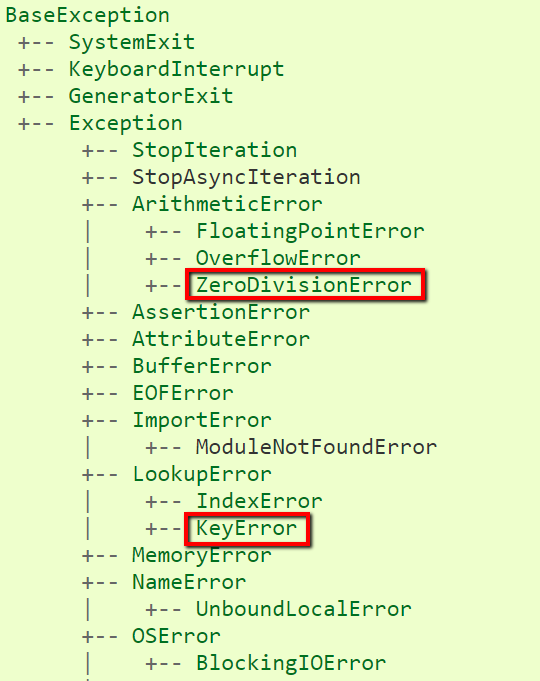 BaseException
 +-- SystemExit
 +-- KeyboardInterrupt
 +-- GeneratorExit
 +-- Exception
      +-- StopIteration
      +-- StopAsyncIteration
      +-- ArithmeticError
      |    +-- FloatingPointError
      |    +-- OverflowError
      |    +-- ZeroDivisionError
      +-- AssertionError
      +-- AttributeError
      +-- BufferError
      +-- EOFError
      +-- ImportError
      |    +-- ModuleNotFoundError
      +-- LookupError
      |    +-- IndexError
      |    +-- KeyError
      +-- MemoryError
      +-- NameError
      |    +-- UnboundLocalError
      +-- OSError
      |    +-- BlockingIOError